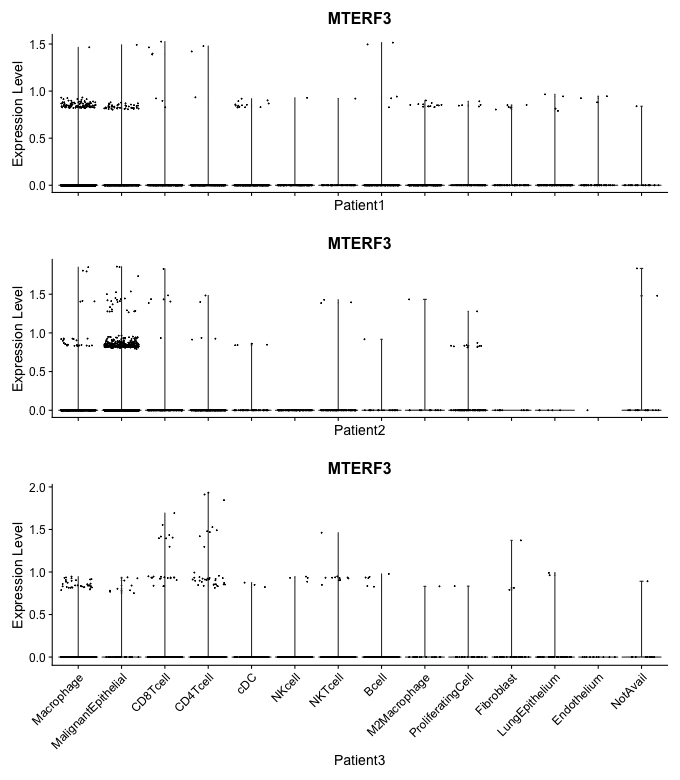 MTERF3
Expression Level
1.5
1.0
0.5
0.0
Patient1
MTERF3
Expression Level
1.5
1.0
0.5
0.0
Patient2
MTERF3
Expression Level
2.0
1.5
1.0
0.5
0.0
Macrophage
MalignantEpithelial
CD8Tcell
CD4Tcell
cDC
NKcell
NKTcell
Bcell
M2Macrophage
ProliferatingCell
Fibroblast
LungEpithelium
Endothelium
NotAvail
Patient3